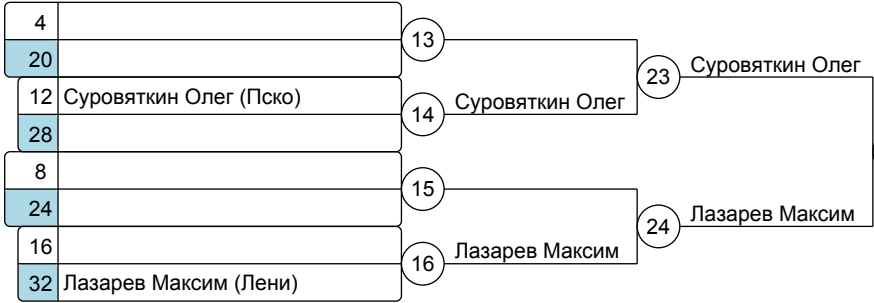 4
13
20
23 Суровяткин Олег
12 Суровяткин Олег (Пско)
14 Суровяткин Олег
28
8
15
24
24 Лазарев Максим
16
16 Лазарев Максим
32 Лазарев Максим (Лени)